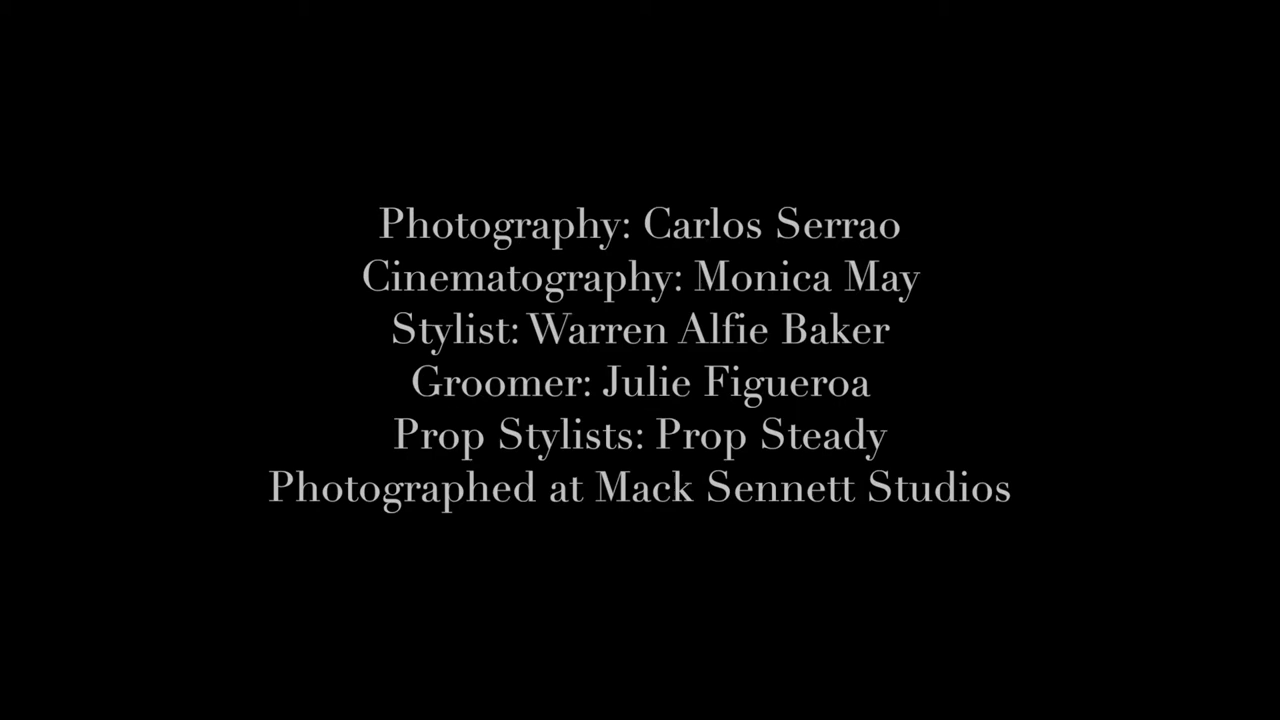 Photography: Carlos Serrao
Cinematography: Monica May
Stylist: Warren Alfie Baker
Groomer: Julie Figueroa
Prop Stylists: Prop Steady
Photographed at Mack Sennett Studios